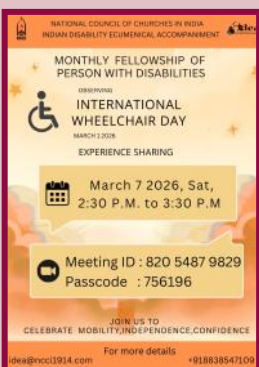 NATIONAL COUNCIL OF CHURCHES IN INDIA
INDIAN DISABILITY ECUMENICAL ACCOMPANIMENT
MONTHLY FELLOWSHIP OF
PERSON WITH DISABILITIES
OBSERVING
INTERNATIONAL
WHEELCHAIR DAY
MARCH 1 2026
EXPERIENCE SHARING
March 7 2026, Sat,
2:30 P.M. to 3:30 P.M
Meeting ID : 820 5487 9829
Passcode : 756196
JOIN US TO
CELEBRATE MOBILITY,INDEPENDENCE,CONFIDENCE
For more details
idea@ncci1914.com +918838547109